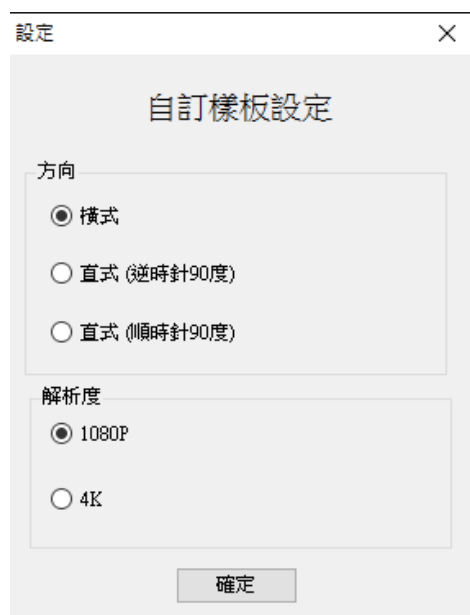 設定
自訂樣板設定
方向
橫式
直式 (逆時針90度)
直式 (順時針90度)
解析度
1080P
4K
確定